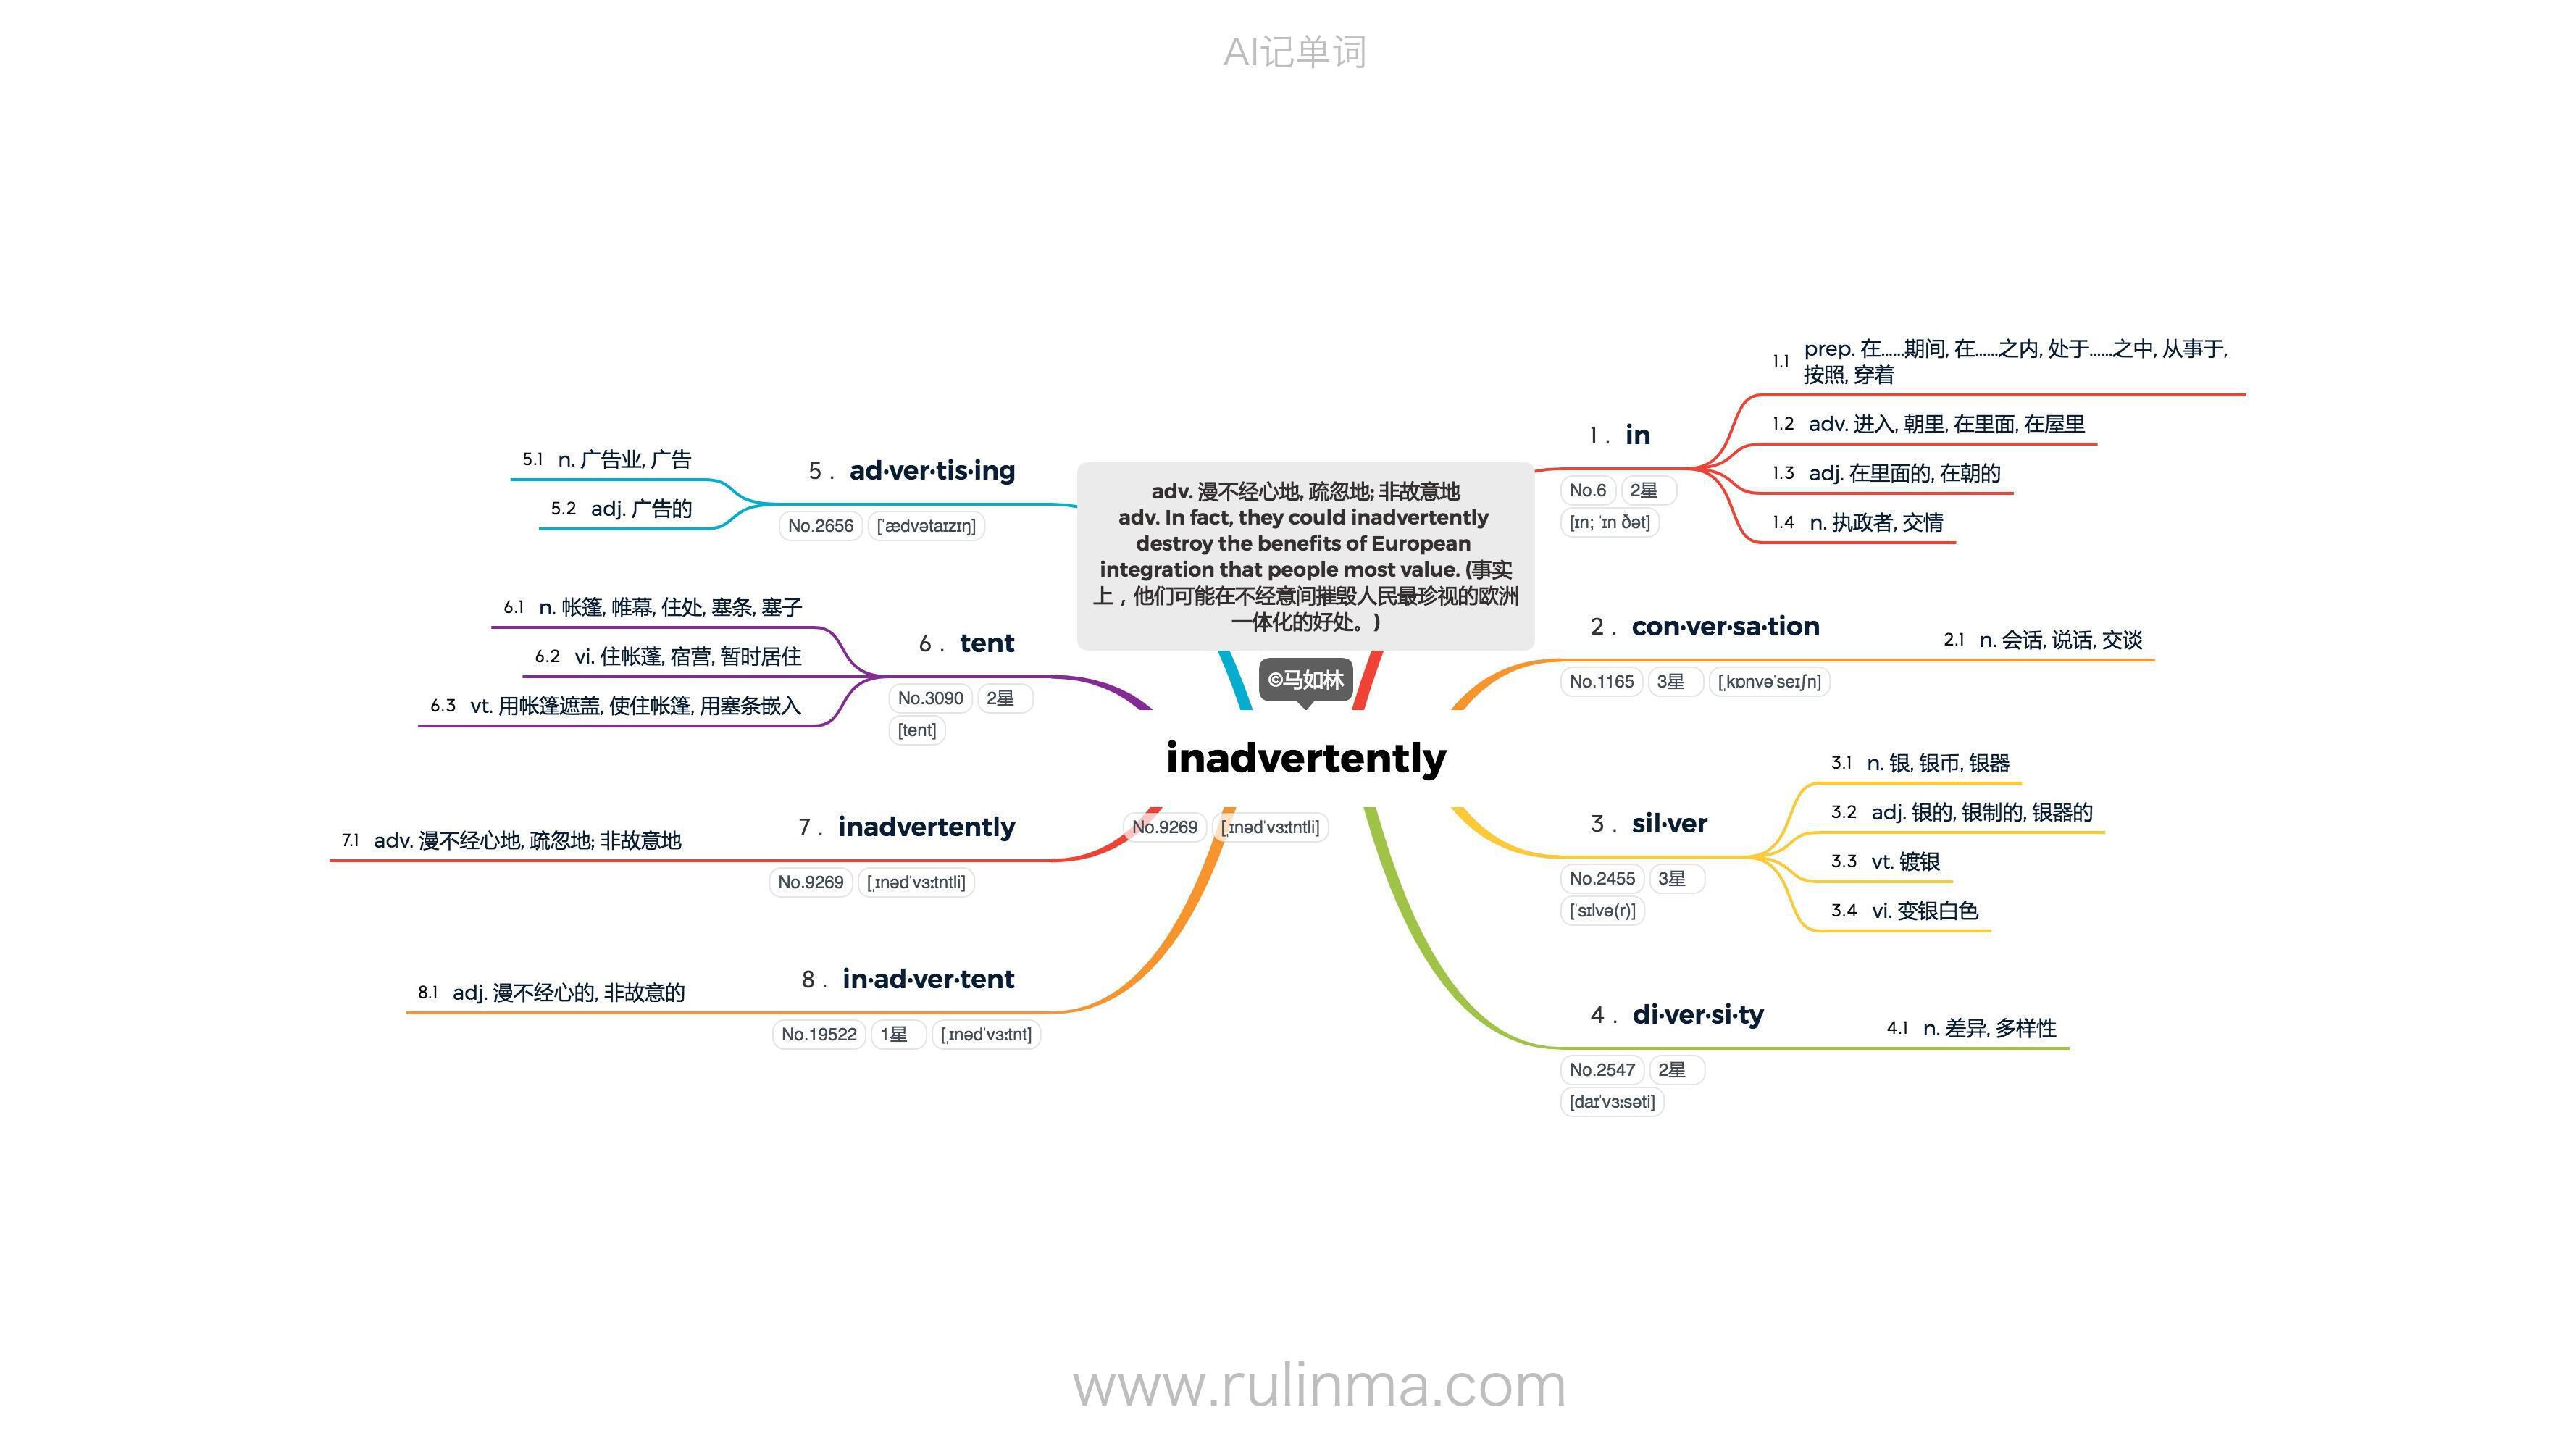 AI记单词
adv. 漫不经心地, 疏忽地; 非故意地
adv. In fact, they could inadvertently
destroy the benefits of European
integration that people most value. (事实
上，他们可能在不经意间摧毁人民最珍视的欧洲
一体化的好处。)
©马如林
inadvertently
No.9269 [ˌɪnədˈvɜːtntli]
1. in
No.6 2星
[ɪn; ˈɪn ðət]
1.1 prep. 在……期间, 在……之内, 处于……之中, 从事于,
按照, 穿着
1.2 adv. 进入, 朝里, 在里面, 在屋里
1.3 adj. 在里面的, 在朝的
1.4 n. 执政者, 交情
2. con·ver·sa·tion
No.1165 3星 [ˌkɒnvəˈseɪʃn]
2.1 n. 会话, 说话, 交谈
3. sil·ver
No.2455 3星
[ˈsɪlvə(r)]
3.1 n. 银, 银币, 银器
3.2 adj. 银的, 银制的, 银器的
3.3 vt. 镀银
3.4 vi. 变银白色
4. di·ver·si·ty
No.2547 2星
[daɪˈvɜːsəti]
4.1 n. 差异, 多样性
5. ad·ver·tis·ing
No.2656 [ˈædvətaɪzɪŋ]
5.1 n. 广告业, 广告
5.2 adj. 广告的
6. tent
No.3090 2星
[tent]
6.1 n. 帐篷, 帷幕, 住处, 塞条, 塞子
6.2 vi. 住帐篷, 宿营, 暂时居住
6.3 vt. 用帐篷遮盖, 使住帐篷, 用塞条嵌入
7. inadvertently
No.9269 [ˌɪnədˈvɜːtntli]
7.1 adv. 漫不经心地, 疏忽地; 非故意地
8. in·ad·ver·tent
No.19522 1星 [ˌɪnədˈvɜːtnt]
8.1 adj. 漫不经心的, 非故意的
www.rulinma.com